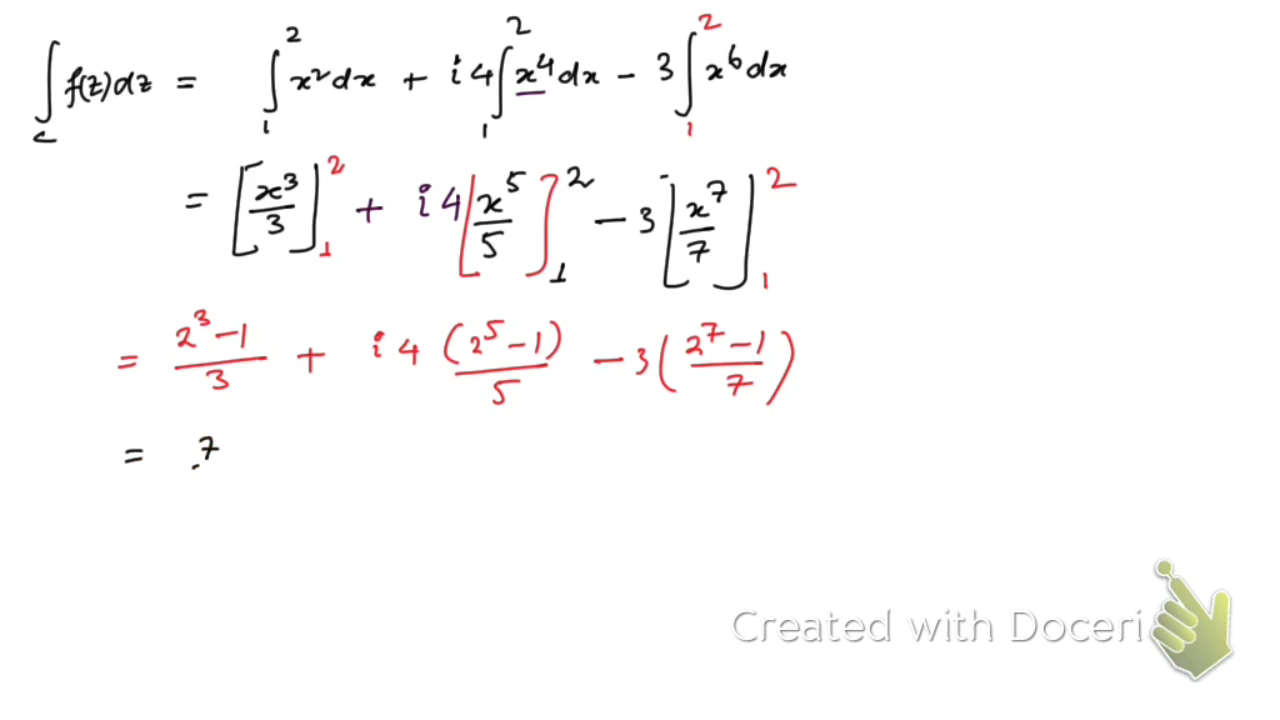 ∫_c f(z)dz = ∫_1^2 x²dx + i4∫_1^2 x⁴dx − 3∫_1^2 x⁶dx
= [x³/3]_1^2 + i4[x⁵/5]_1^2 − 3[x⁷/7]_1^2
= (2³−1)/3 + i4 (2⁵−1)/5 − 3((2⁷−1)/7)
= 7
Created with Doceri